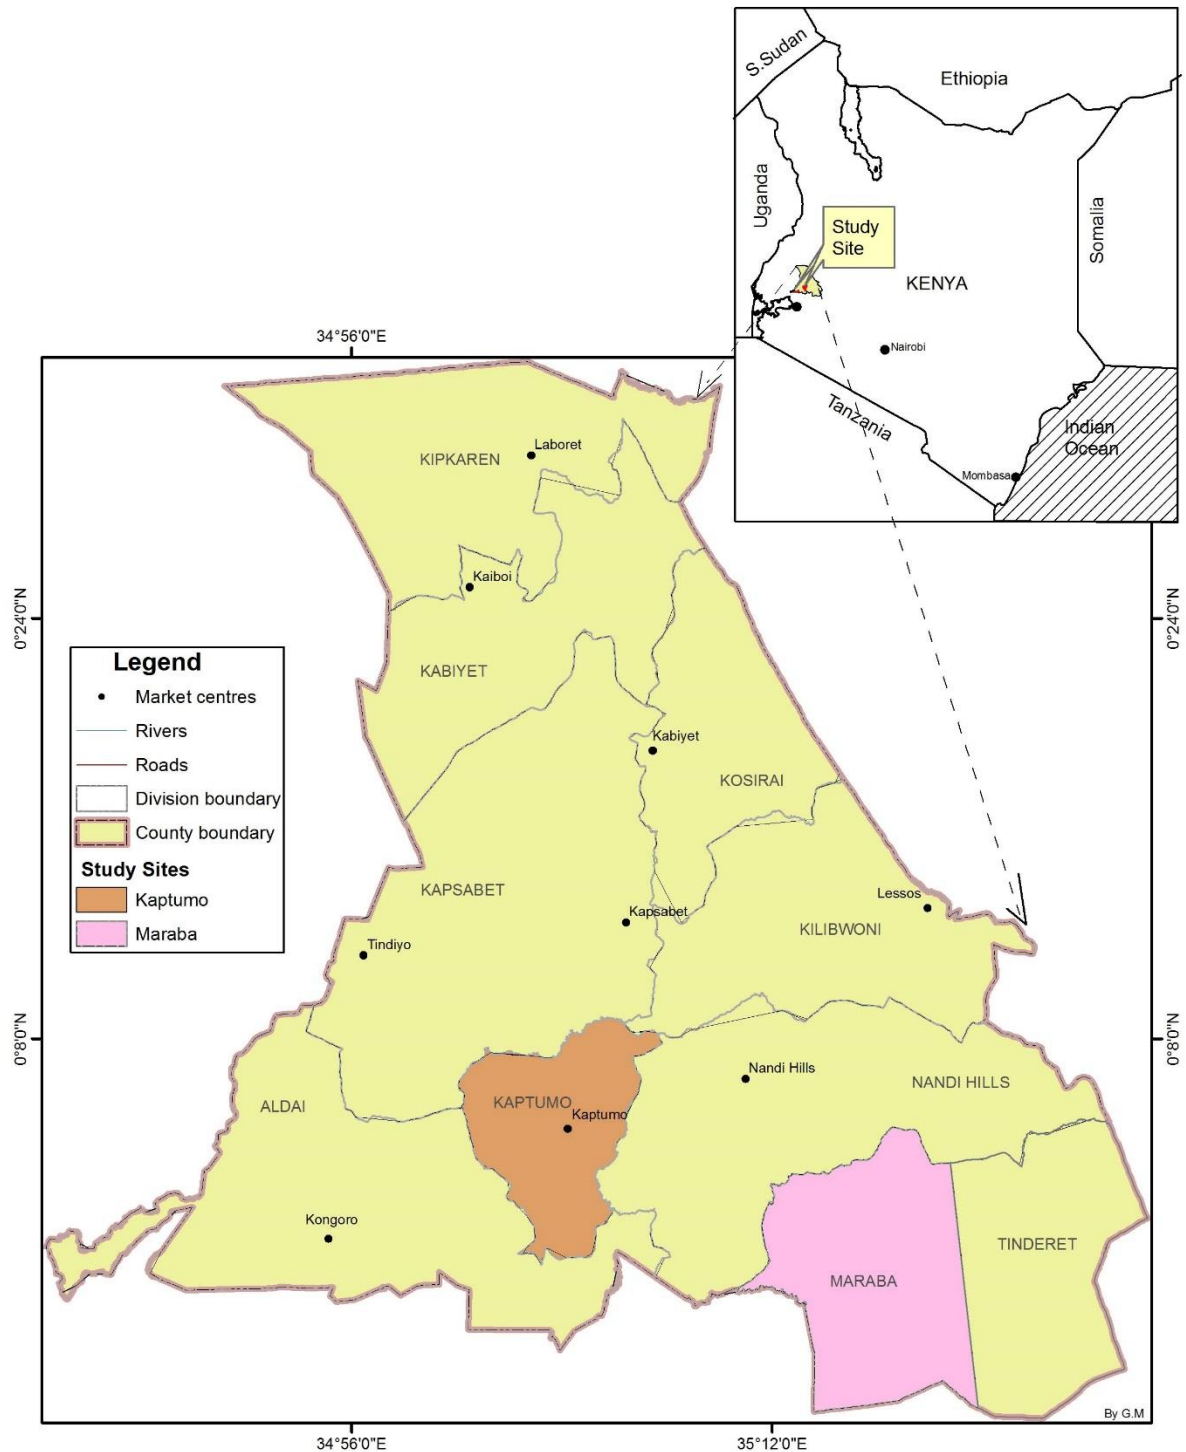 S.Sudan
Ethiopia
Uganda
Somalia
Study
Site
KENYA
Nairobi
Tanzania
Indian
Ocean
Mombasa
34°56'0"E
Laboret
KIPKAREN
Kaiboi
0°24'0"N
0°24'0"N
Legend
Market centres
Rivers
Roads
Division boundary
County boundary
Study Sites
Kaptumo
Maraba
KABIYET
Kabiyet
KOSIRAI
KAPSABET
Lessos
Kapsabet
KILIBWONI
Tindiyo
0°8'0"N
0°8'0"N
Nandi Hills
NANDI HILLS
ALDAI
KAPTUMO
Kaptumo
Kongoro
TINDERET
MARABA
By G.M
34°56'0"E
35°12'0"E